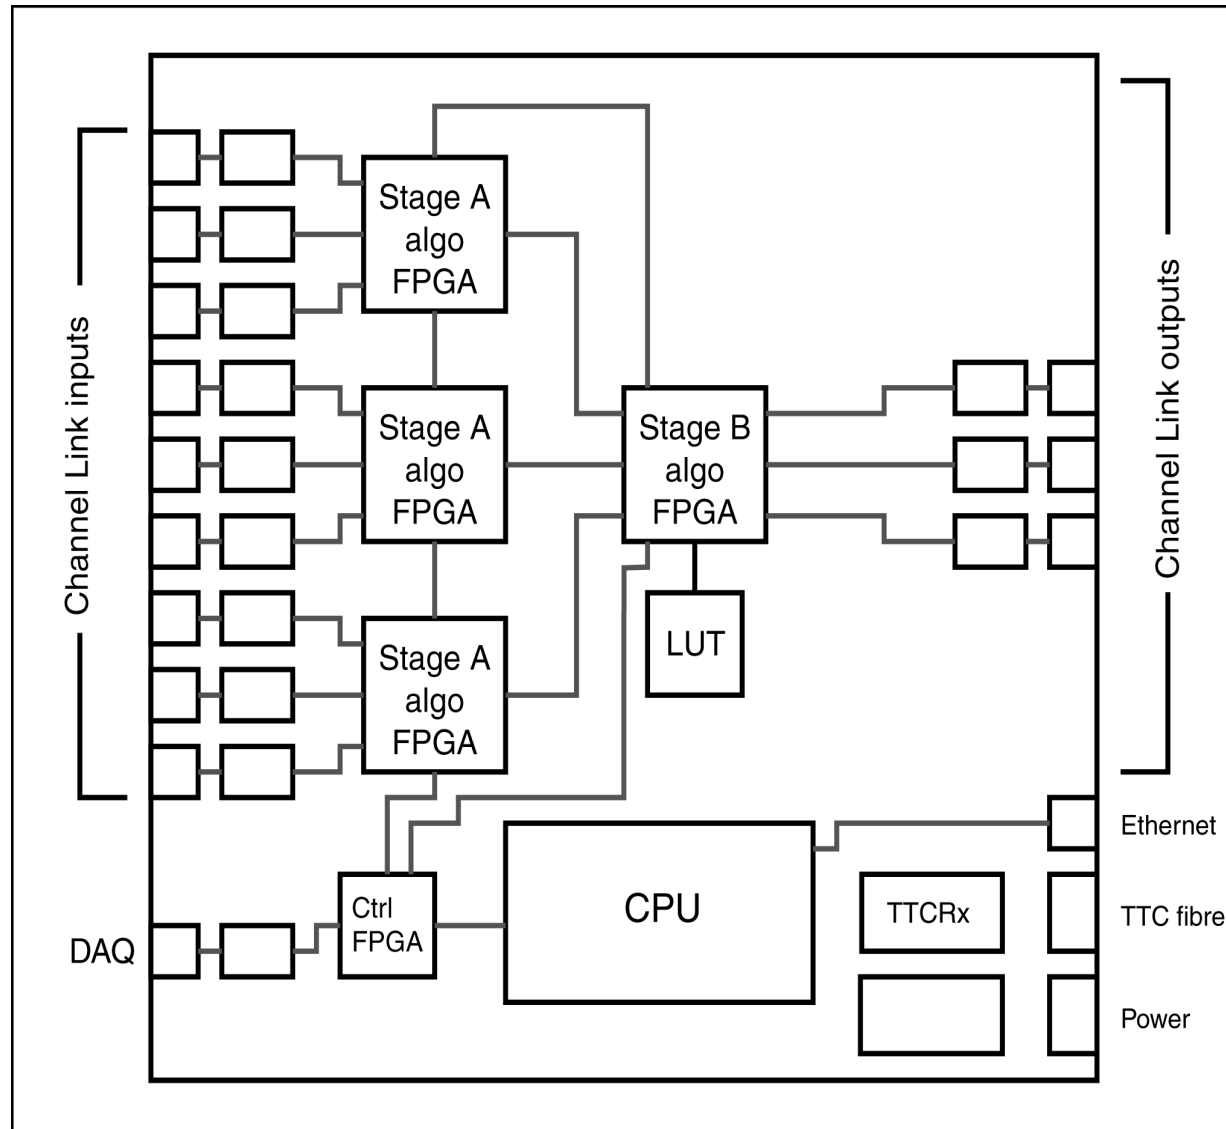 Channel Link inputs
Stage A
algo
FPGA
Stage A
algo
FPGA
Stage A
algo
FPGA
Stage B
algo
FPGA
LUT
Channel Link outputs
DAQ
Ctrl
FPGA
CPU
TTCRx
Ethernet
TTC fibre
Power